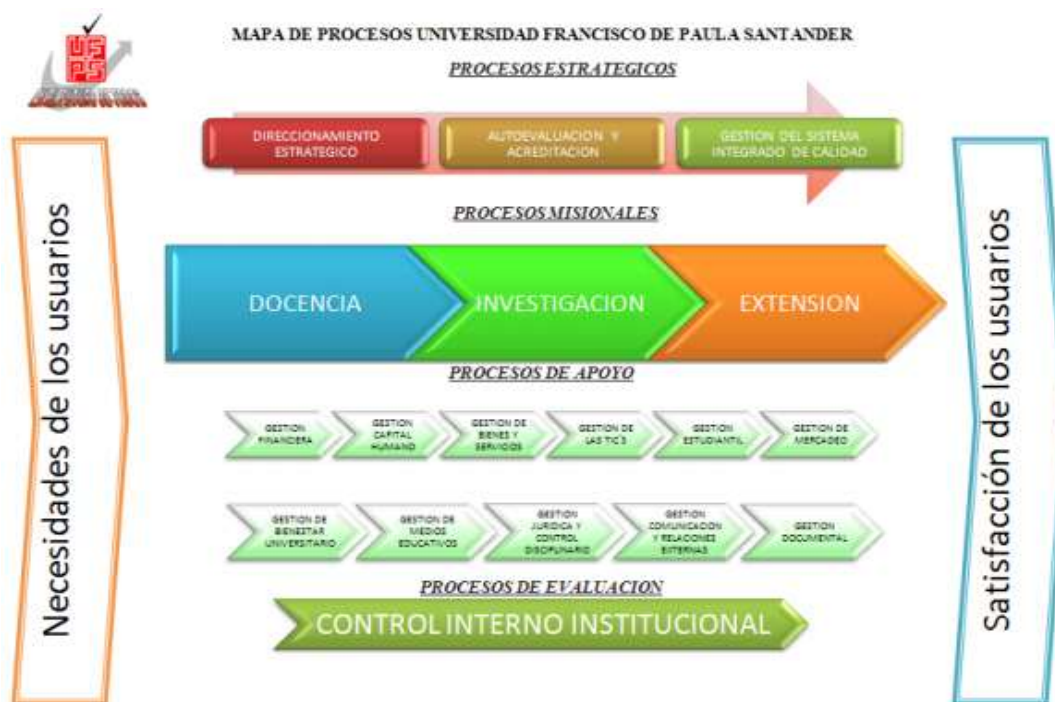 UF
PS
MAPA DE PROCESOS UNIVERSIDAD FRANCISCO DE PAULA SANTANDER
PROCESOS ESTRATEGICOS
DIRECCIONAMIENTO
ESTRATEGICO
AUTOEVALUACION Y
ACREDITACION
GESTION DEL SISTEMA
INTEGRADO DE CALIDAD
Necesidades de los usuarios
PROCESOS MISIONALES
DOCENCIA
INVESTIGACION
EXTENSION
PROCESOS DE APOYO
GESTION
FINANCIERA
GESTION
CAPITAL
HUMANO
GESTION DE
BIENES Y
SERVICIOS
GESTION DE
LAS TIC'S
GESTION
ESTUDIANTIL
GESTION DE
MERCADEO
GESTION DE
BIENESTAR
UNIVERSITARIO
GESTION DE
MEDIOS
EDUCATIVOS
GESTION
JURIDICA Y
CONTROL
DISCIPLINARIO
GESTION
COMUNICACION
Y RELACIONES
EXTERNAS
GESTION
DOCUMENTAL
PROCESOS DE EVALUACION
CONTROL INTERNO INSTITUCIONAL
Satisfacción de los usuarios